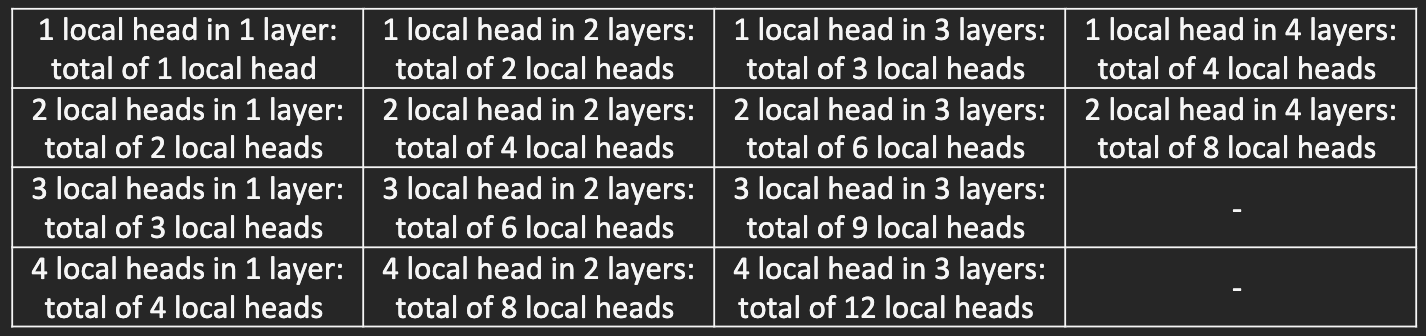 1 local head in 1 layer:
total of 1 local head
1 local head in 2 layers:
total of 2 local heads
1 local head in 3 layers:
total of 3 local heads
1 local head in 4 layers:
total of 4 local heads
2 local heads in 1 layer:
total of 2 local heads
2 local head in 2 layers:
total of 4 local heads
2 local head in 3 layers:
total of 6 local heads
2 local head in 4 layers:
total of 8 local heads
3 local heads in 1 layer:
total of 3 local heads
3 local head in 2 layers:
total of 6 local heads
3 local head in 3 layers:
total of 9 local heads
-
4 local heads in 1 layer:
total of 4 local heads
4 local head in 2 layers:
total of 8 local heads
4 local head in 3 layers:
total of 12 local heads
-